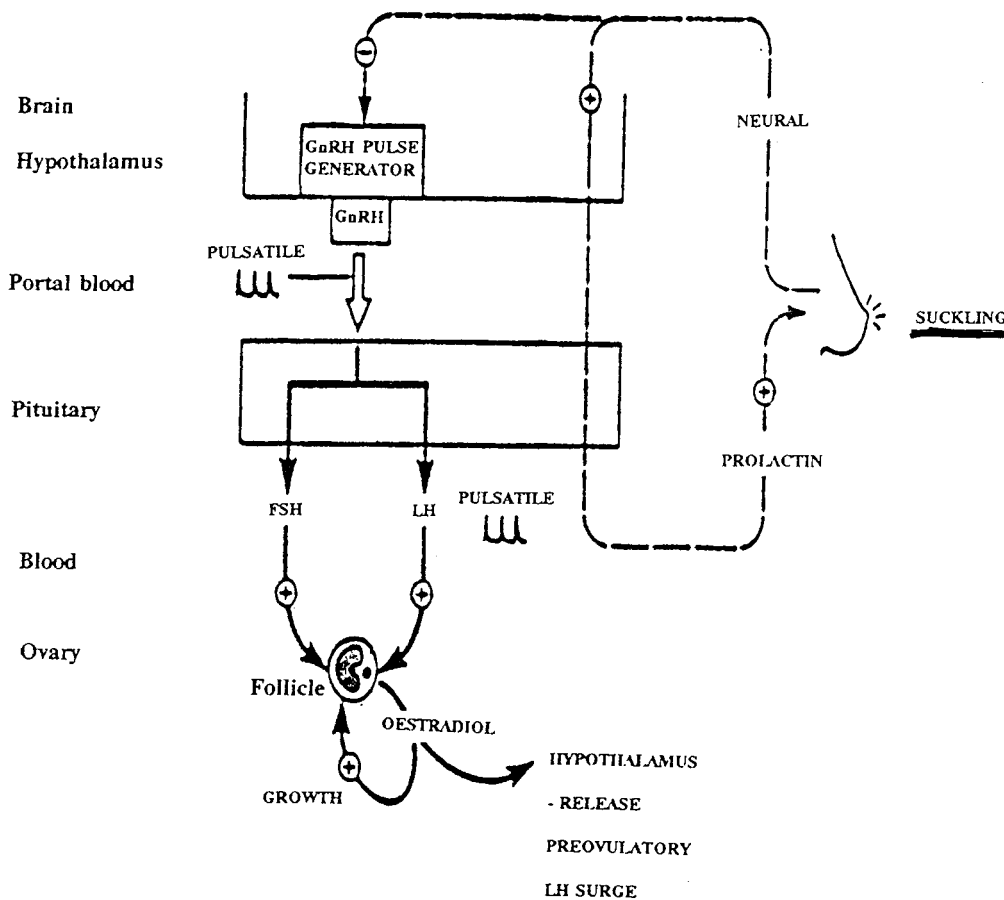 Brain
Hypothalamus
Portal blood
Pituitary
Blood
Ovary
−
+
NEURAL
GnRH PULSE
GENERATOR
GnRH
PULSATILE
SUCKLING
+
PROLACTIN
FSH
LH
PULSATILE
+
+
Follicle
OESTRADIOL
+
GROWTH
HYPOTHALAMUS
- RELEASE
PREOVULATORY
LH SURGE